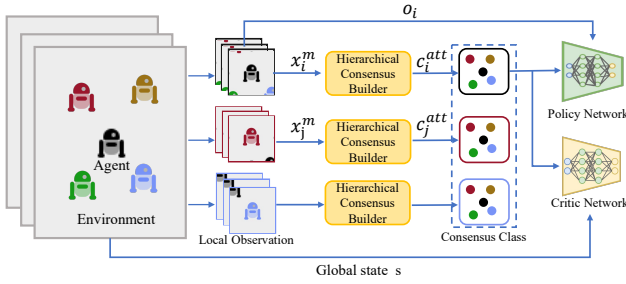 o_i
x_i^m
Hierarchical
Consensus
Builder
c_i^{att}
Policy Network
x_j^m
Hierarchical
Consensus
Builder
c_j^{att}
Agent
Hierarchical
Consensus
Builder
Critic Network
Environment
Local Observation
Consensus Class
Global state s